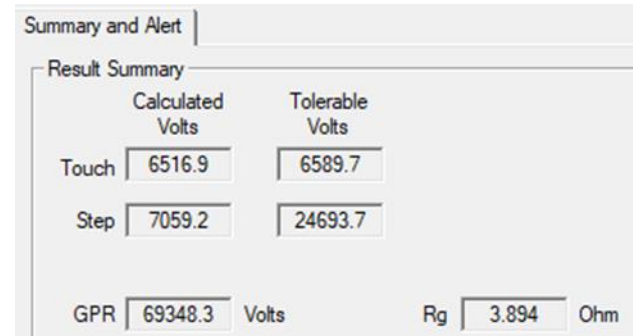 Summary and Alert
Result Summary
Calculated Tolerable
Volts Volts
Touch 6516.9 6589.7
Step 7059.2 24693.7
GPR 69348.3 Volts Rg 3.894 Ohm